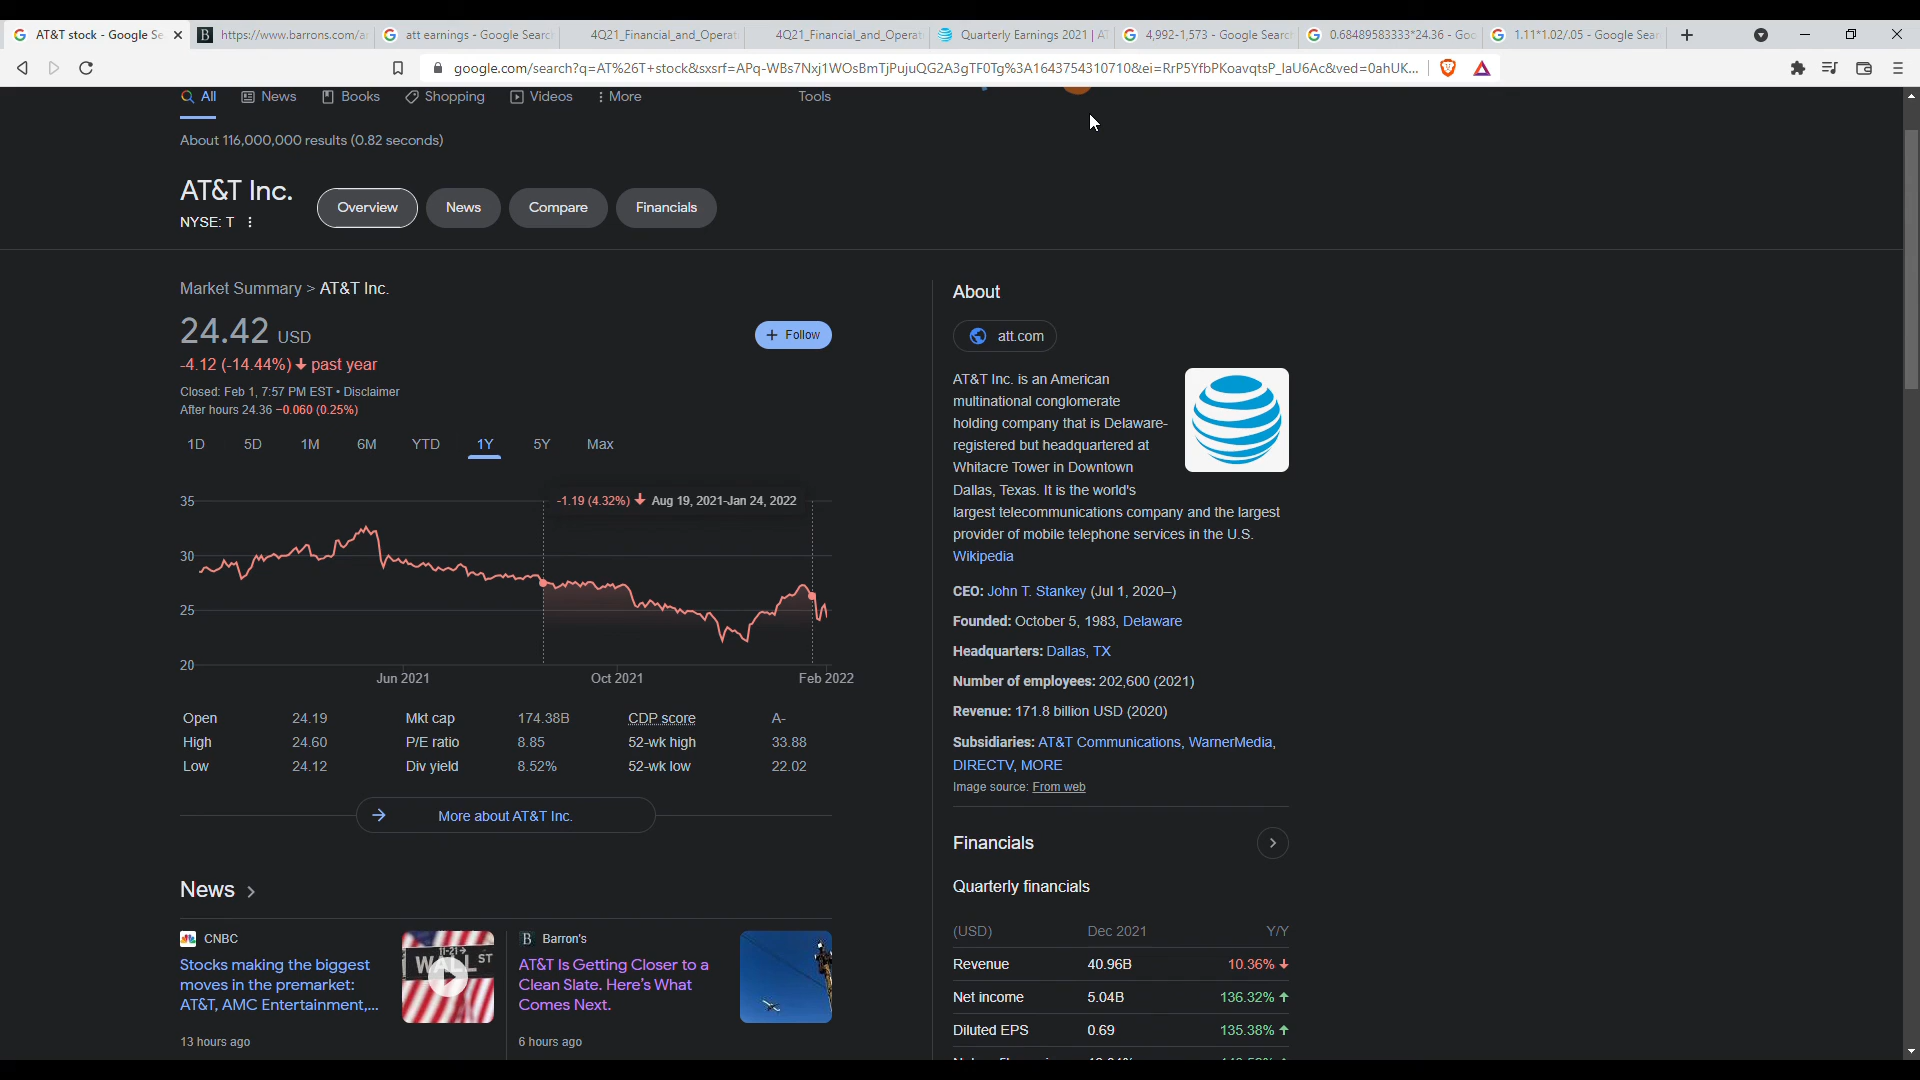 AT&T stock - Google Se
https://www.barrons.com/a
att earnings - Google Searc
4Q21_Financial_and_Operat
4Q21_Financial_and_Operat
Quarterly Earnings 2021 | AT
4,992-1,573 - Google Searc
0.68489583333*24.36 - Goo
1.11*1.02/.05 - Google Sear
google.com/search?q=AT%26T+stock&sxsrf=APq-WBs7Nxj1WOsBmTjPujuQG2A3gTF0Tg%3A1643754310710&ei=RrP5YfbPKoavqtsP_IaU6Ac&ved=0ahUK...
All News Books Shopping Videos More Tools
About 116,000,000 results (0.82 seconds)
AT&T Inc.
NYSE: T
Overview News Compare Financials
Market Summary > AT&T Inc.
24.42 USD
+ Follow
-4.12 (-14.44%) past year
Closed: Feb 1, 7:57 PM EST • Disclaimer
After hours 24.36 −0.060 (0.25%)
1D 5D 1M 6M YTD 1Y 5Y Max
-1.19 (4.32%) Aug 19, 2021-Jan 24, 2022
35
30
25
20
Jun 2021 Oct 2021 Feb 2022
Open 24.19 Mkt cap 174.38B CDP score A-
High 24.60 P/E ratio 8.85 52-wk high 33.88
Low 24.12 Div yield 8.52% 52-wk low 22.02
More about AT&T Inc.
News
CNBC
Stocks making the biggest
moves in the premarket:
AT&T, AMC Entertainment,...
13 hours ago
11-21
WALL ST
Barron's
AT&T Is Getting Closer to a
Clean Slate. Here's What
Comes Next.
6 hours ago
About
att.com
AT&T Inc. is an American
multinational conglomerate
holding company that is Delaware-
registered but headquartered at
Whitacre Tower in Downtown
Dallas, Texas. It is the world's
largest telecommunications company and the largest
provider of mobile telephone services in the U.S.
Wikipedia
CEO: John T. Stankey (Jul 1, 2020–)
Founded: October 5, 1983, Delaware
Headquarters: Dallas, TX
Number of employees: 202,600 (2021)
Revenue: 171.8 billion USD (2020)
Subsidiaries: AT&T Communications, WarnerMedia,
DIRECTV, MORE
Image source: From web
Financials
Quarterly financials
(USD) Dec 2021 Y/Y
Revenue 40.96B 10.36%
Net income 5.04B 136.32%
Diluted EPS 0.69 135.38%